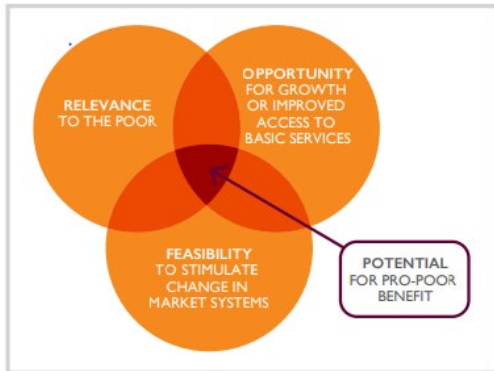 RELEVANCE
TO THE POOR
OPPORTUNITY
FOR GROWTH
OR IMPROVED
ACCESS TO
BASIC SERVICES
FEASIBILITY
TO STIMULATE
CHANGE IN
MARKET SYSTEMS
POTENTIAL
FOR PRO-POOR
BENEFIT